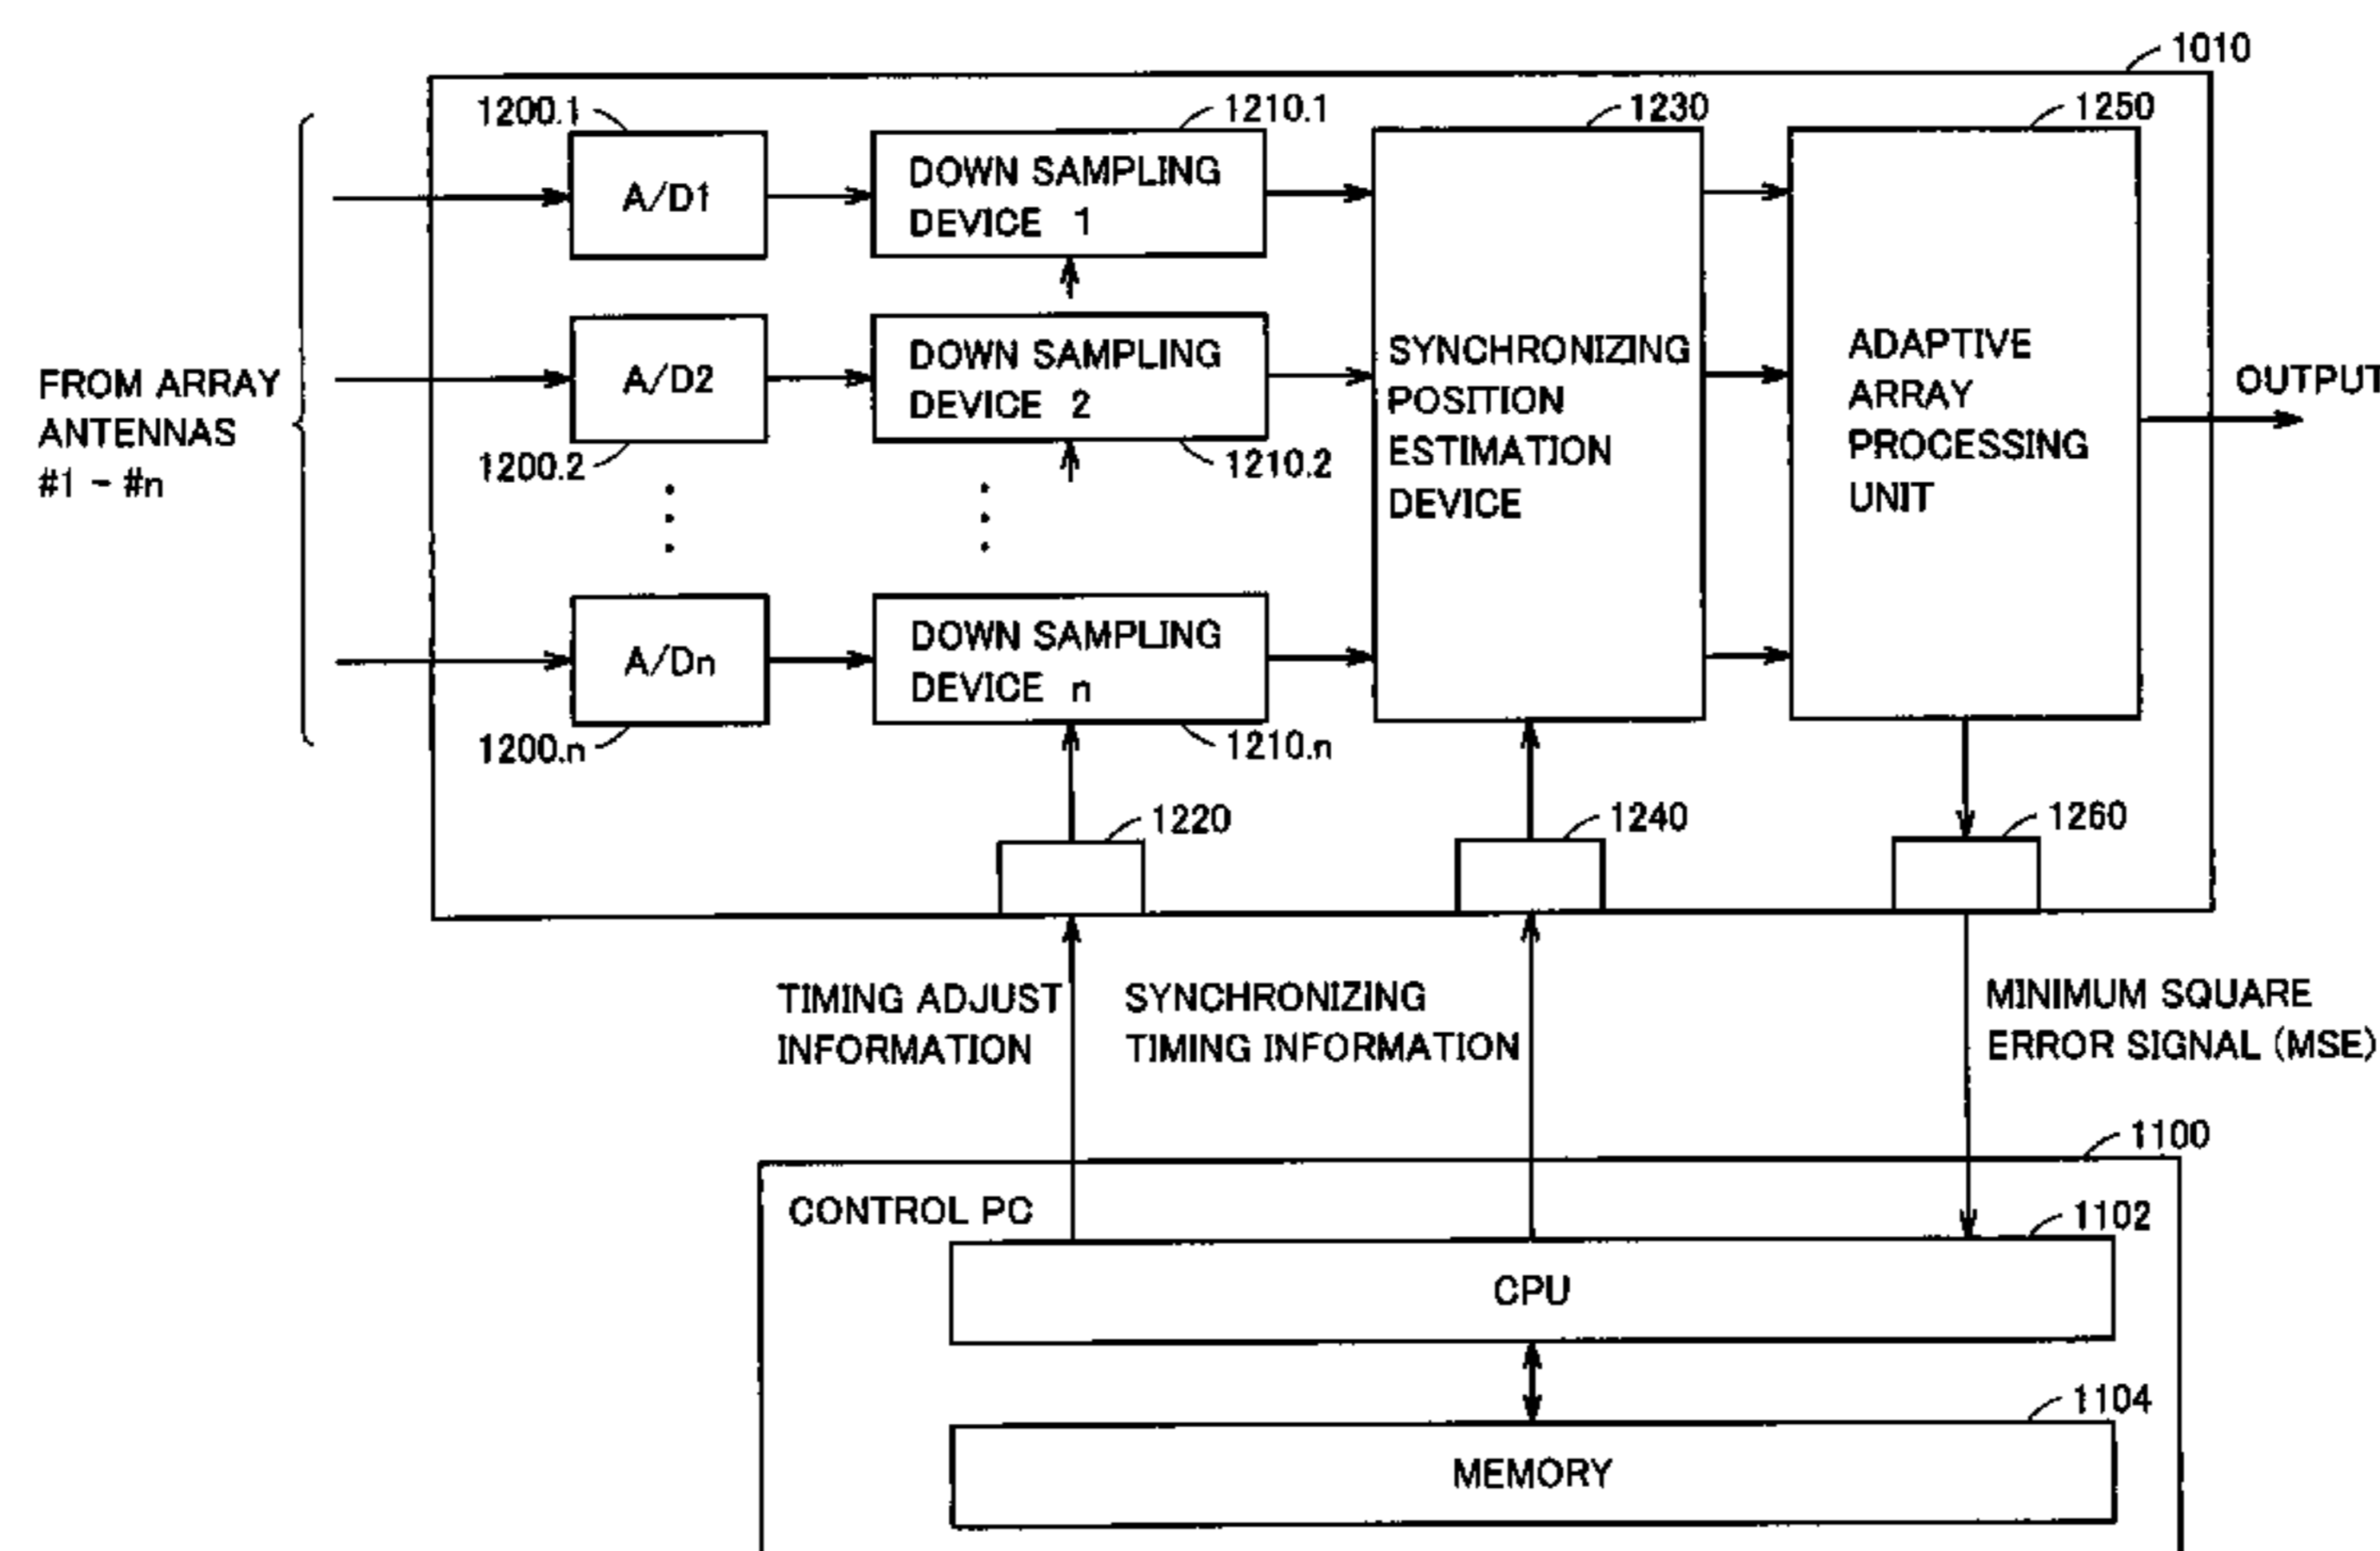 1010
1200.1
1210.1
1230
1250
A/D1
DOWN SAMPLING
DEVICE 1
FROM ARRAY
ANTENNAS
#1 ~ #n
A/D2
DOWN SAMPLING
DEVICE 2
SYNCHRONIZING
POSITION
ESTIMATION
DEVICE
ADAPTIVE
ARRAY
PROCESSING
UNIT
OUTPUT
1200.2
1210.2
A/Dn
DOWN SAMPLING
DEVICE n
1200.n
1210.n
1220
1240
1260
TIMING ADJUST
INFORMATION
SYNCHRONIZING
TIMING INFORMATION
MINIMUM SQUARE
ERROR SIGNAL (MSE)
1100
CONTROL PC
1102
CPU
1104
MEMORY